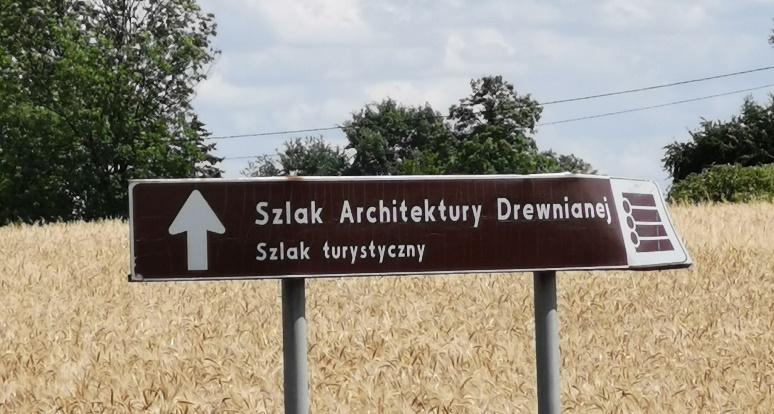 Szlak Architektury Drewnianej
Szlak turystyczny